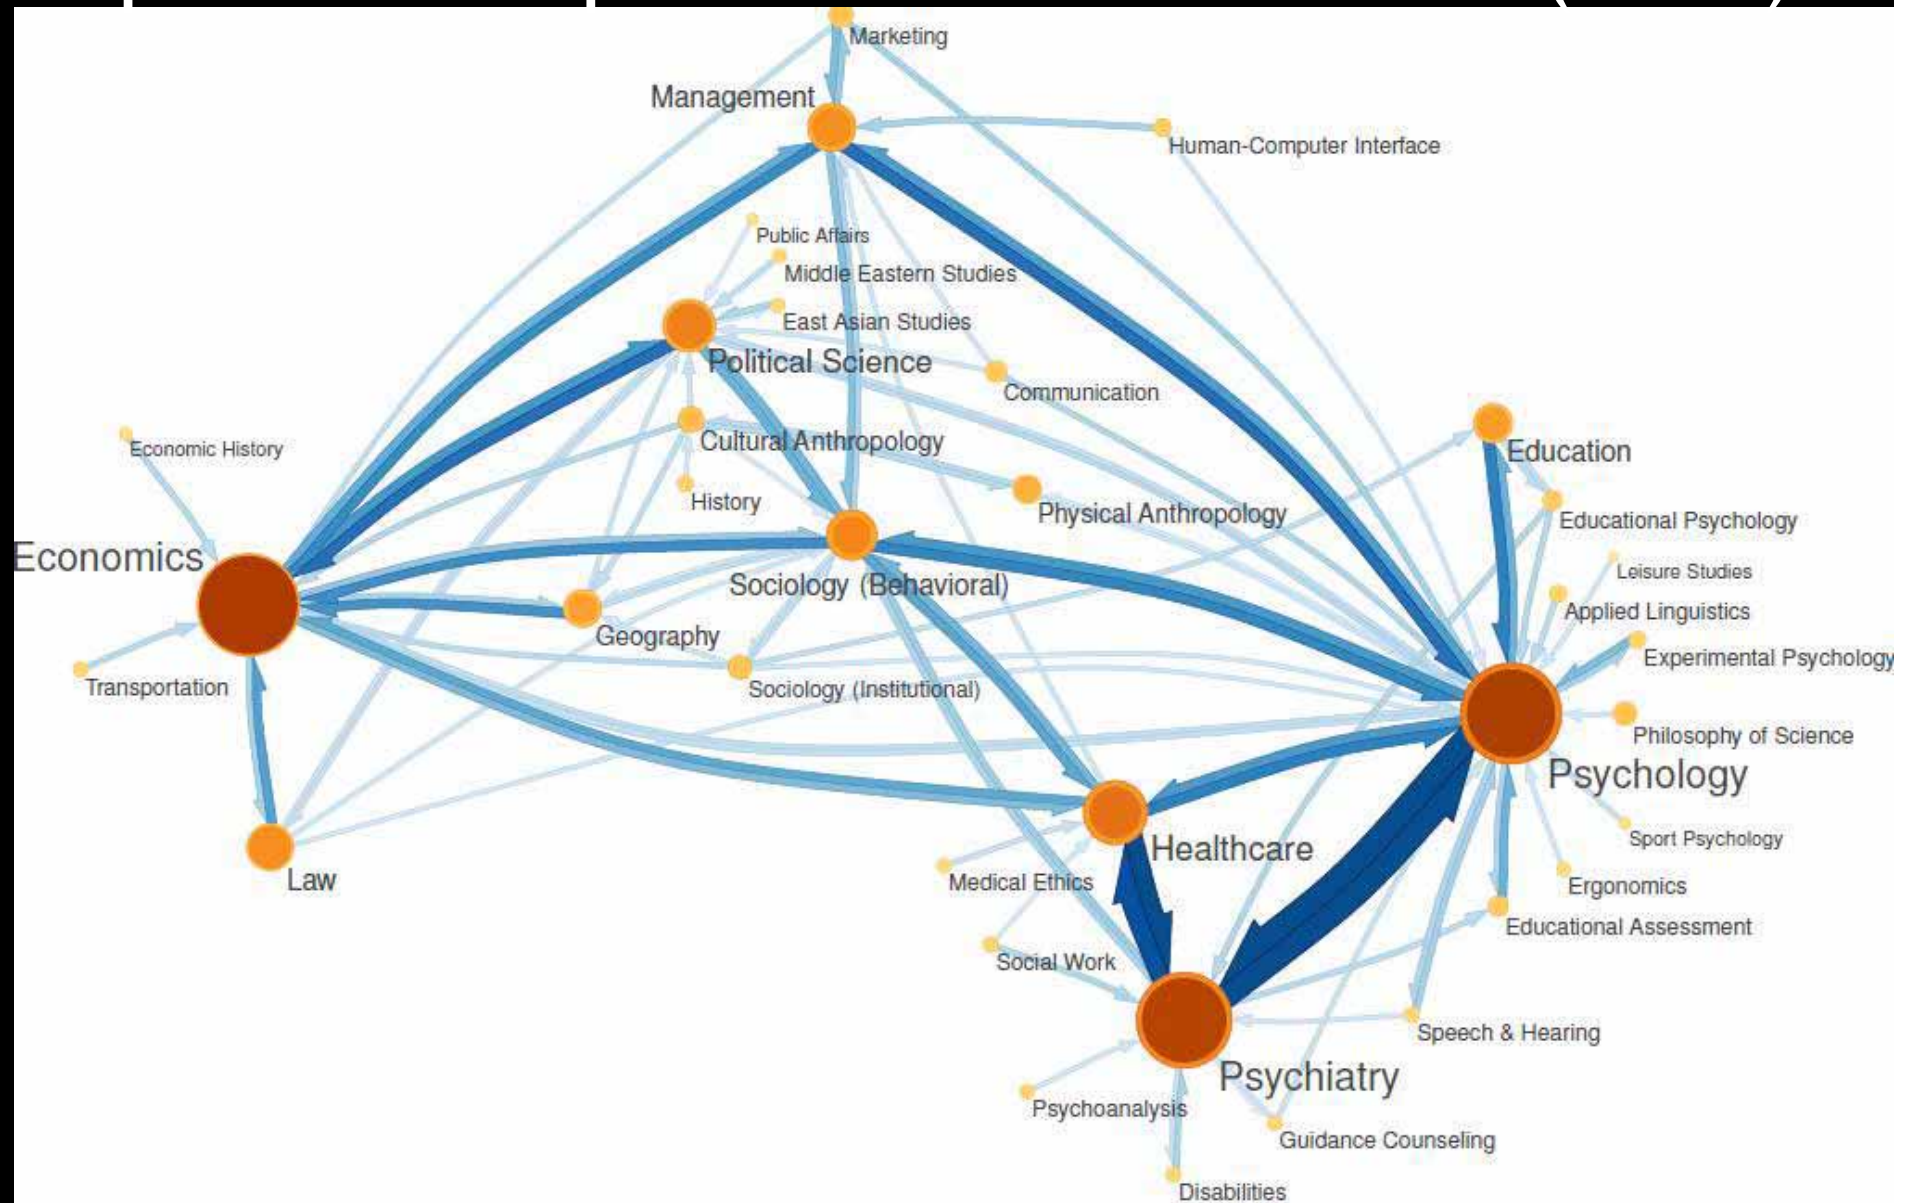 Marketing
Management
Human-Computer Interface
Public Affairs
Middle Eastern Studies
East Asian Studies
Political Science
Communication
Economic History
Cultural Anthropology
Education
History
Physical Anthropology
Educational Psychology
Economics
Leisure Studies
Sociology (Behavioral)
Applied Linguistics
Geography
Experimental Psychology
Transportation
Sociology (Institutional)
Philosophy of Science
Psychology
Sport Psychology
Healthcare
Law
Medical Ethics
Ergonomics
Educational Assessment
Social Work
Speech & Hearing
Psychiatry
Psychoanalysis
Guidance Counseling
Disabilities